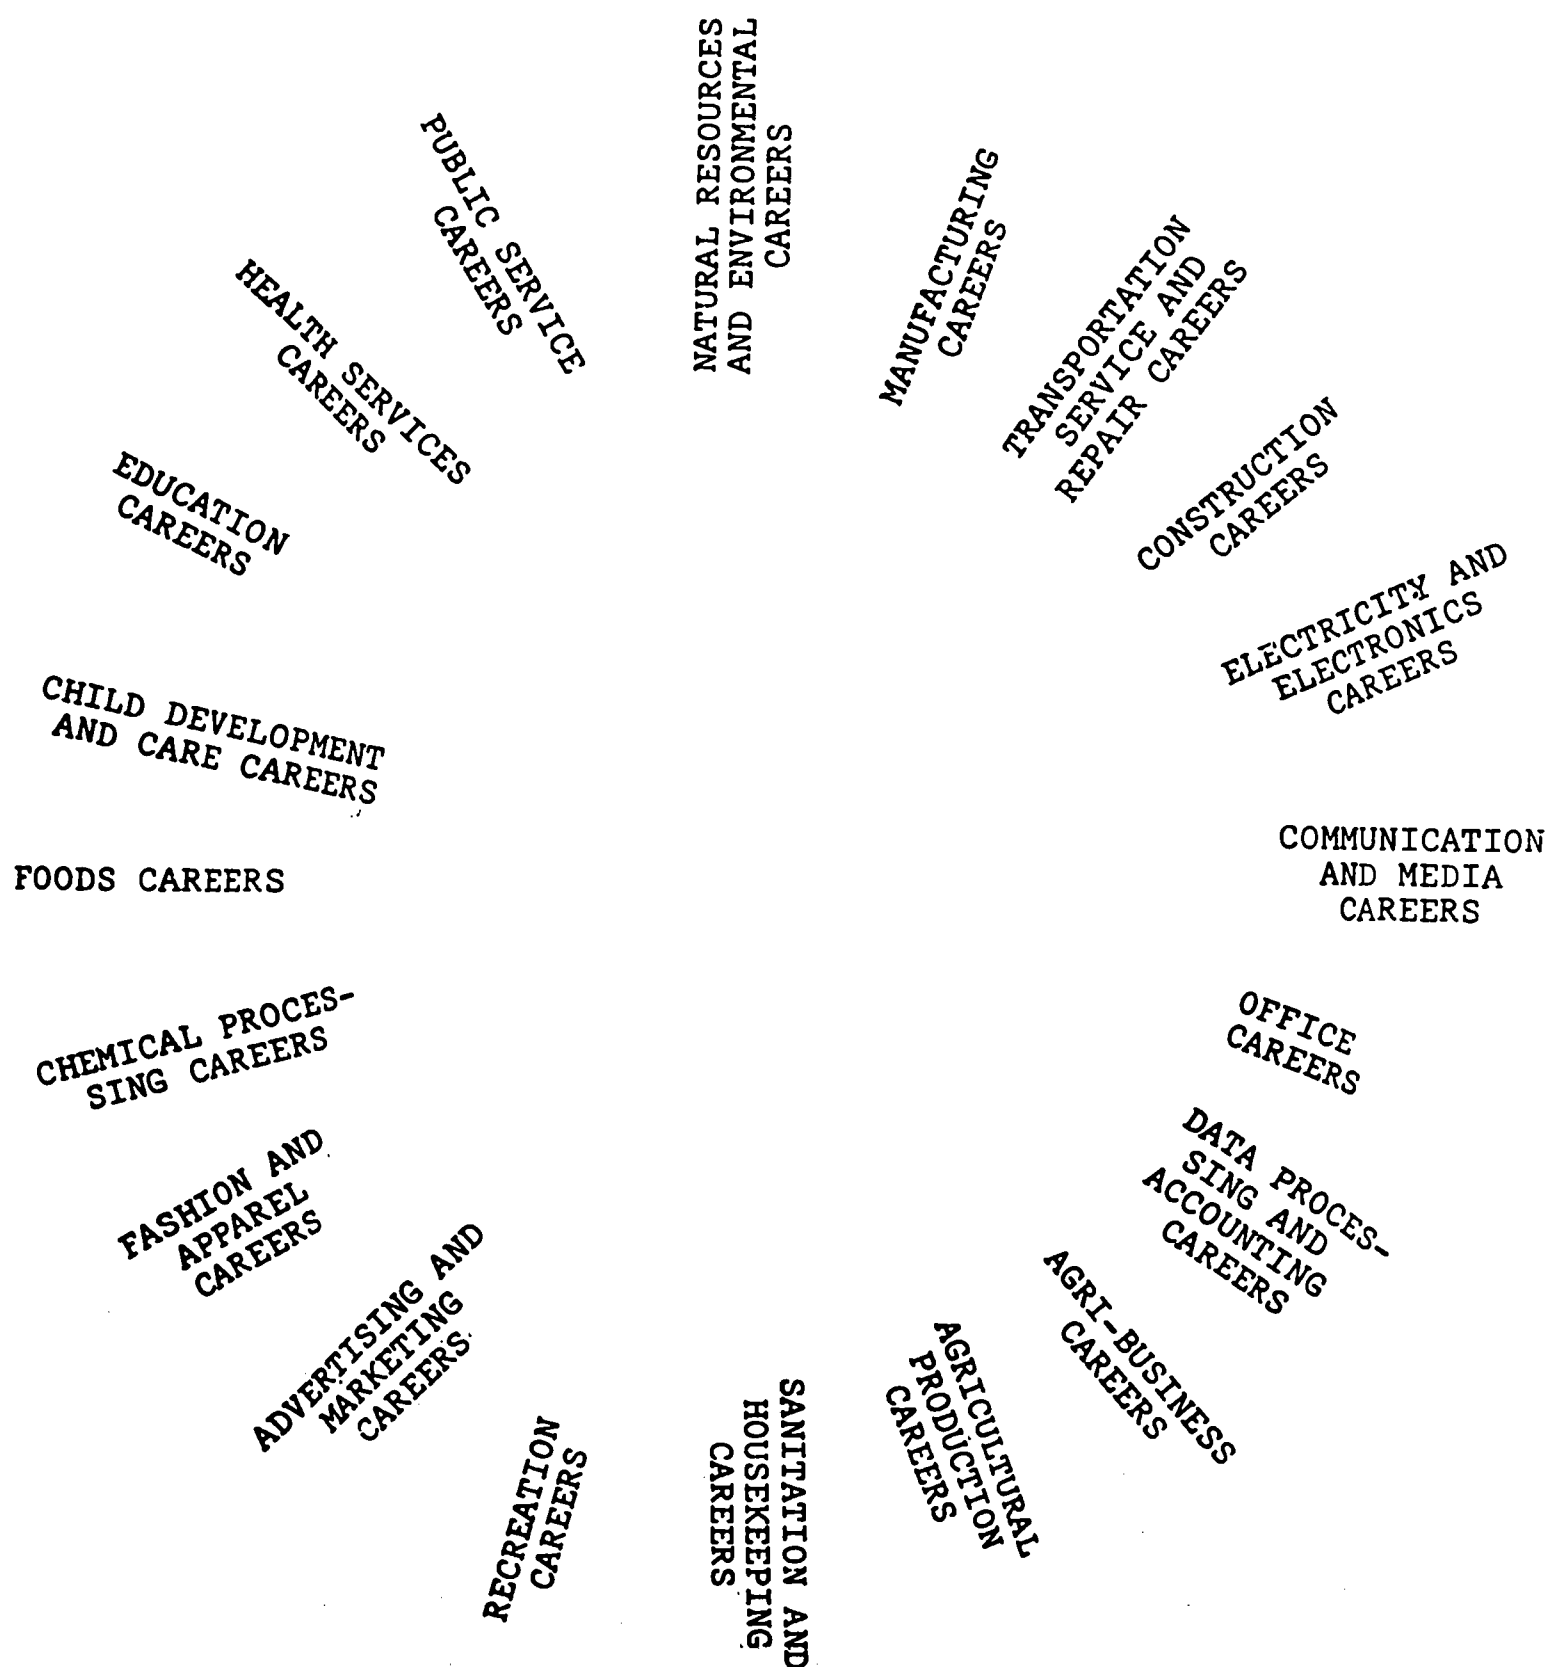 NATURAL RESOURCES
AND ENVIRONMENTAL
CAREERS
MANUFACTURING
CAREERS
TRANSPORTATION
SERVICE AND
REPAIR CAREERS
CONSTRUCTION
CAREERS
ELECTRICITY AND
ELECTRONICS
CAREERS
COMMUNICATION
AND MEDIA
CAREERS
OFFICE
CAREERS
DATA PROCES-
SING AND
ACCOUNTING
CAREERS
AGRI-BUSINESS
CAREERS
AGRICULTURAL
PRODUCTION
CAREERS
SANITATION AND
HOUSEKEEPING
CAREERS
RECREATION
CAREERS
ADVERTISING AND
MARKETING
CAREERS
FASHION AND
APPAREL
CAREERS
CHEMICAL PROCES-
SING CAREERS
FOODS CAREERS
CHILD DEVELOPMENT
AND CARE CAREERS
EDUCATION
CAREERS
HEALTH SERVICES
CAREERS
PUBLIC SERVICE
CAREERS